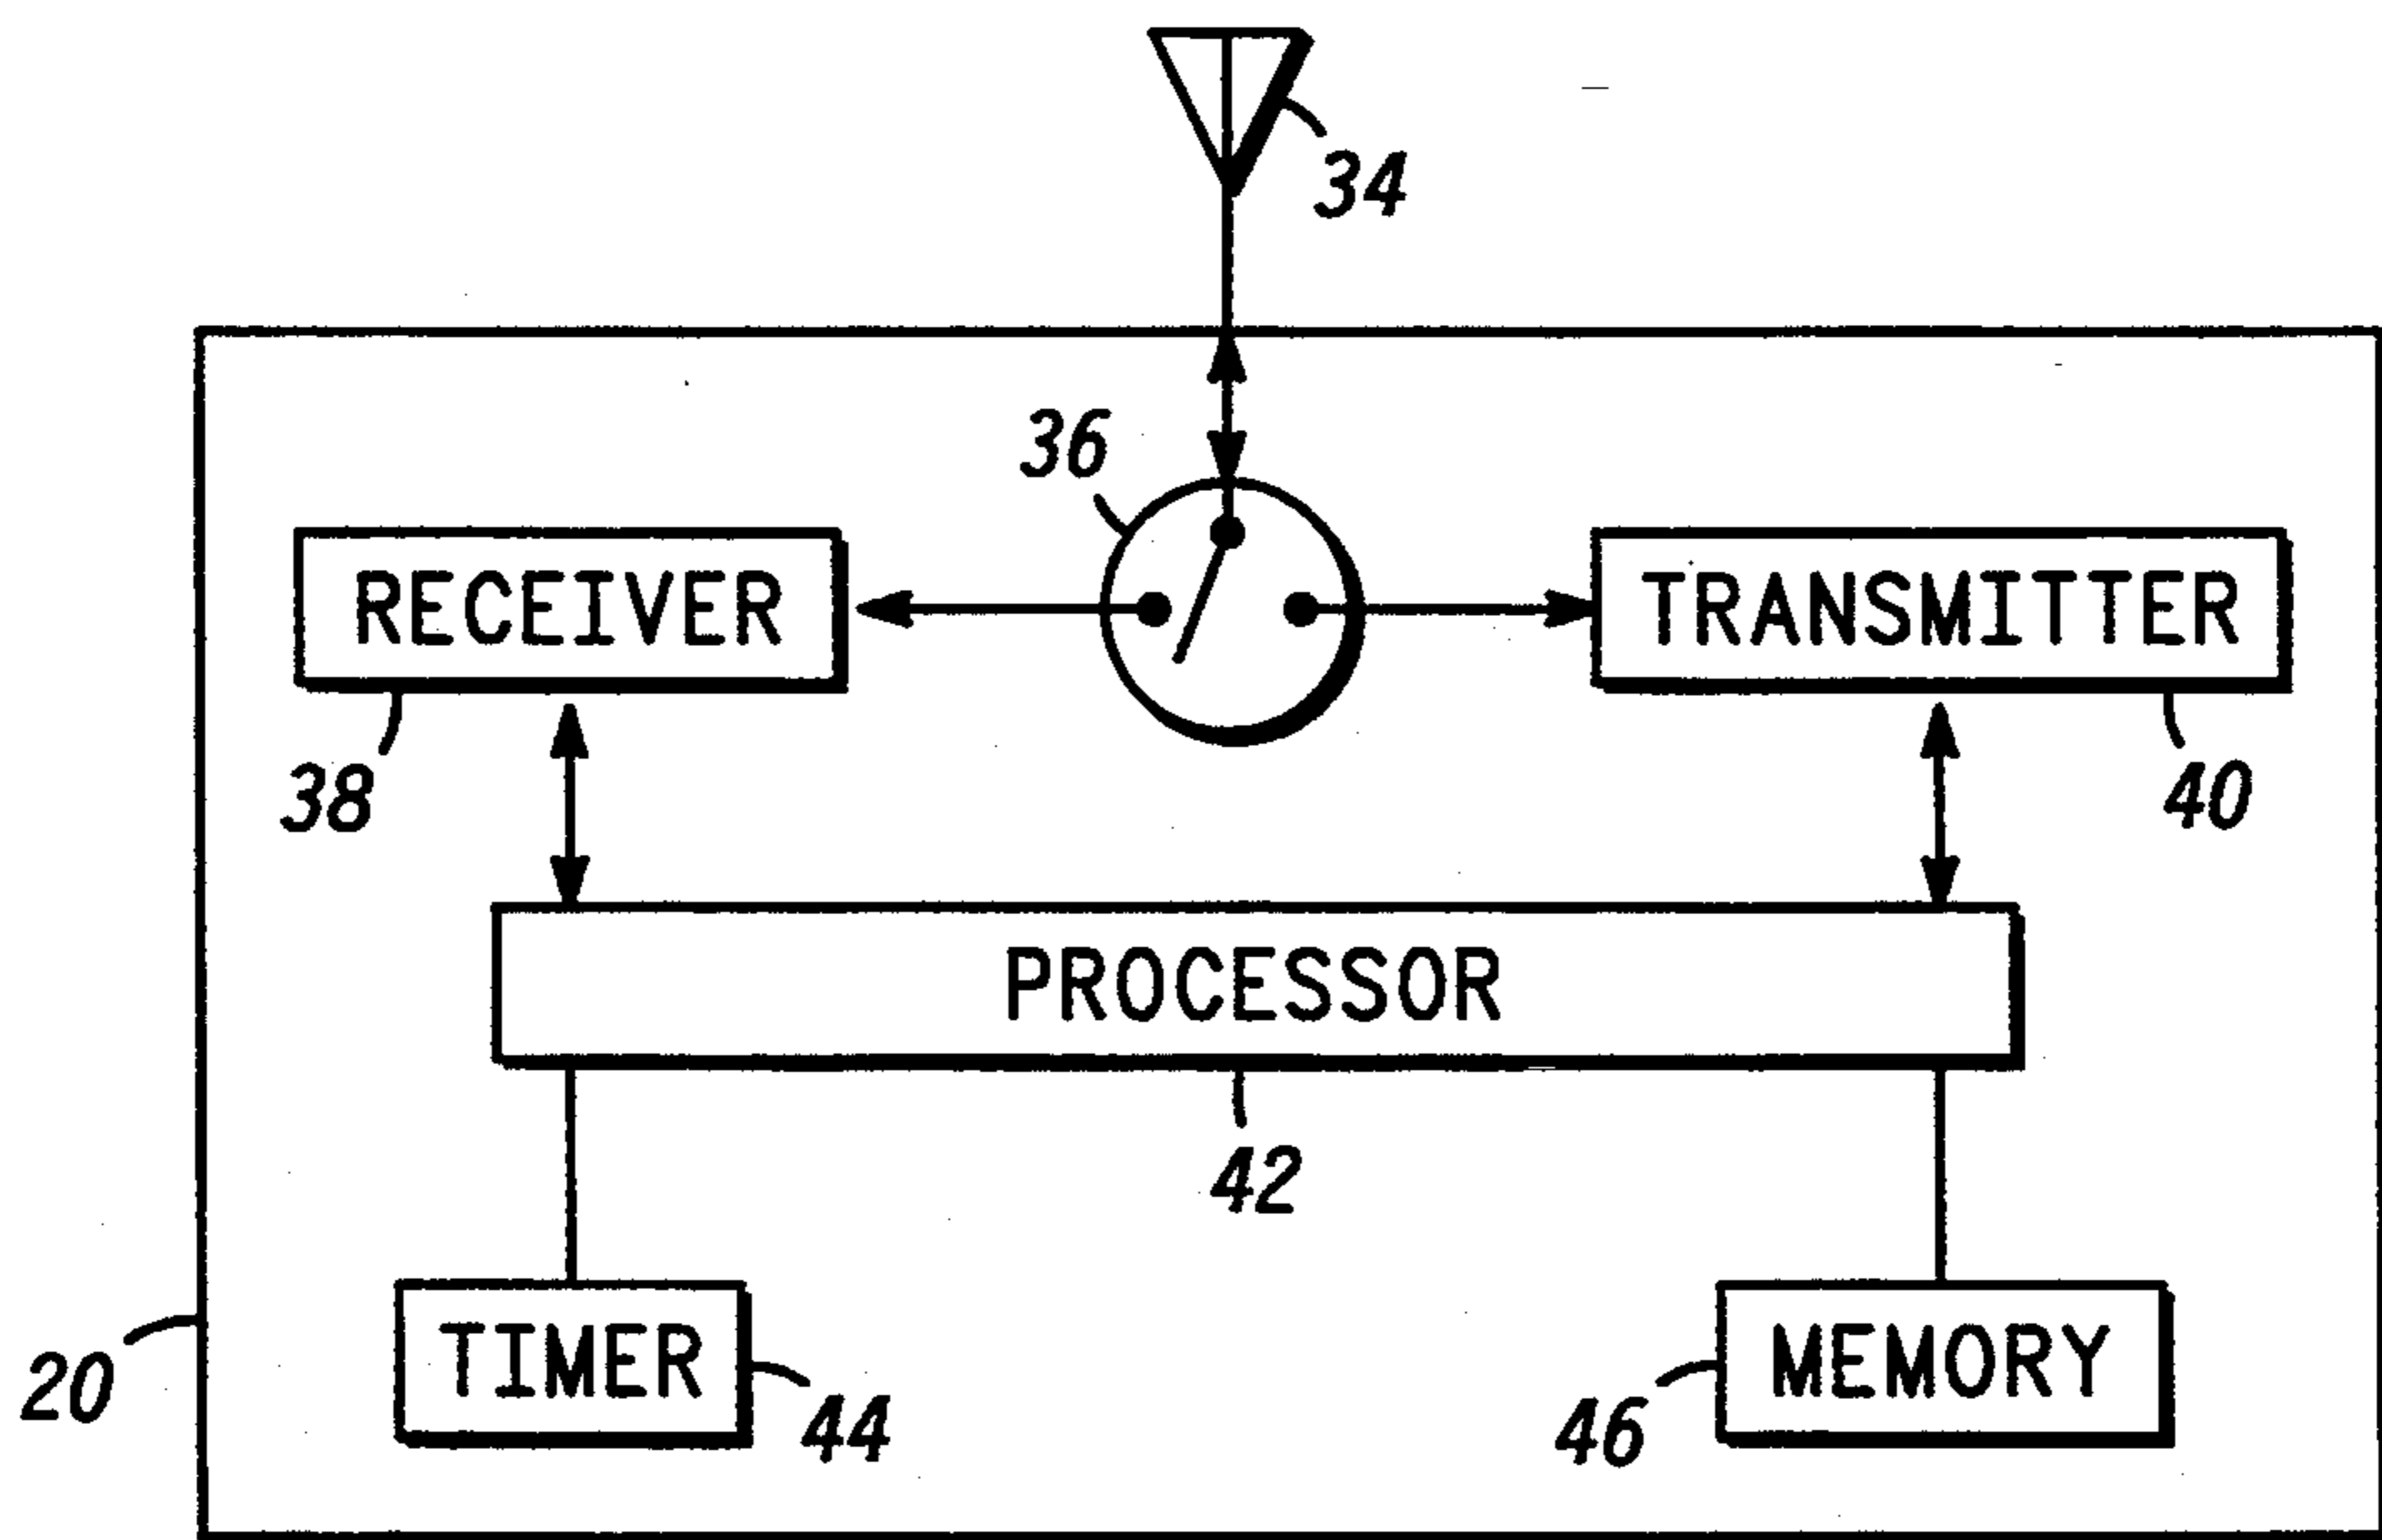 34
36
RECEIVER
TRANSMITTER
38
40
PROCESSOR
42
20
TIMER
44
46
MEMORY